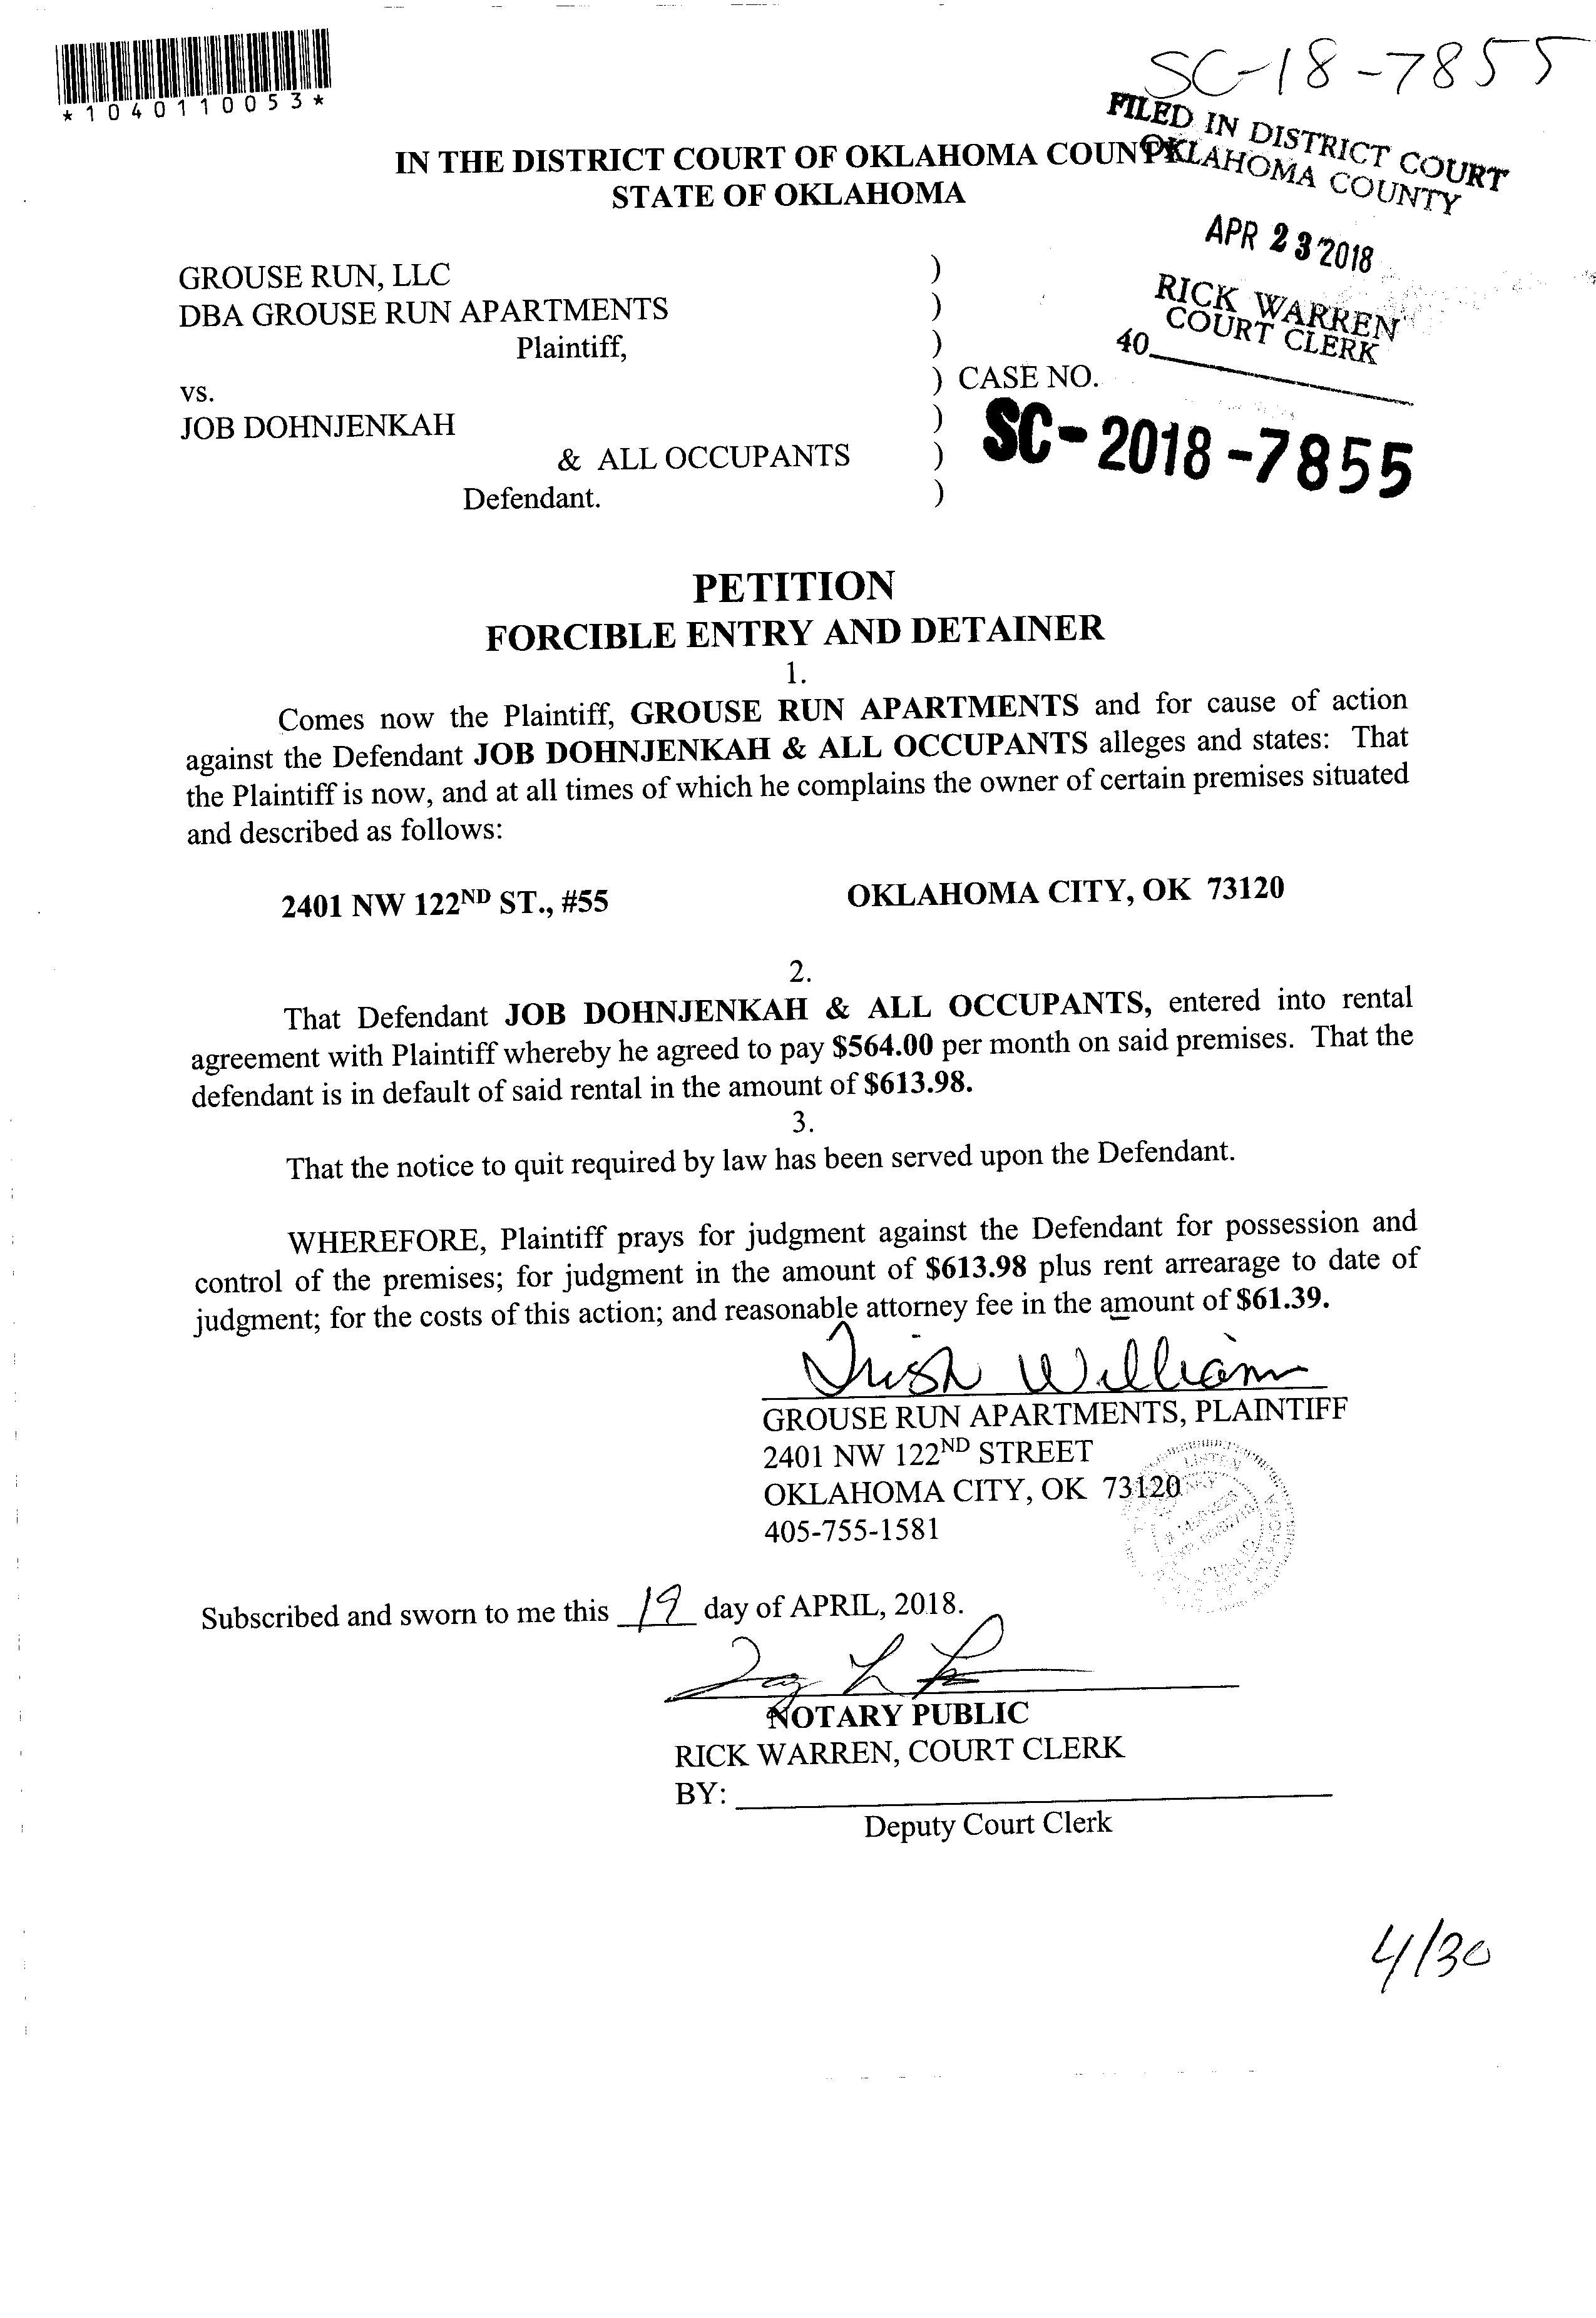 SC-18-7855
*1040110053*
FILED IN DISTRICT COURT
OKLAHOMA COUNTY
IN THE DISTRICT COURT OF OKLAHOMA COUNTY
STATE OF OKLAHOMA
APR 23 2018
RICK WARREN
COURT CLERK
40
GROUSE RUN, LLC )
DBA GROUSE RUN APARTMENTS )
Plaintiff, )
vs. ) CASE NO.
JOB DOHNJENKAH )
SC-2018-7855
& ALL OCCUPANTS )
Defendant. )
PETITION
FORCIBLE ENTRY AND DETAINER
1.
Comes now the Plaintiff, GROUSE RUN APARTMENTS and for cause of action
against the Defendant JOB DOHNJENKAH & ALL OCCUPANTS alleges and states: That
the Plaintiff is now, and at all times of which he complains the owner of certain premises situated
and described as follows:
2401 NW 122ND ST., #55 OKLAHOMA CITY, OK 73120
2.
That Defendant JOB DOHNJENKAH & ALL OCCUPANTS, entered into rental
agreement with Plaintiff whereby he agreed to pay $564.00 per month on said premises. That the
defendant is in default of said rental in the amount of $613.98.
3.
That the notice to quit required by law has been served upon the Defendant.
WHEREFORE, Plaintiff prays for judgment against the Defendant for possession and
control of the premises; for judgment in the amount of $613.98 plus rent arrearage to date of
judgment; for the costs of this action; and reasonable attorney fee in the amount of $61.39.
Trish William
GROUSE RUN APARTMENTS, PLAINTIFF
2401 NW 122ND STREET
OKLAHOMA CITY, OK 73120
405-755-1581
Subscribed and sworn to me this 19 day of APRIL, 2018.
NOTARY PUBLIC
RICK WARREN, COURT CLERK
BY:
Deputy Court Clerk
4/30